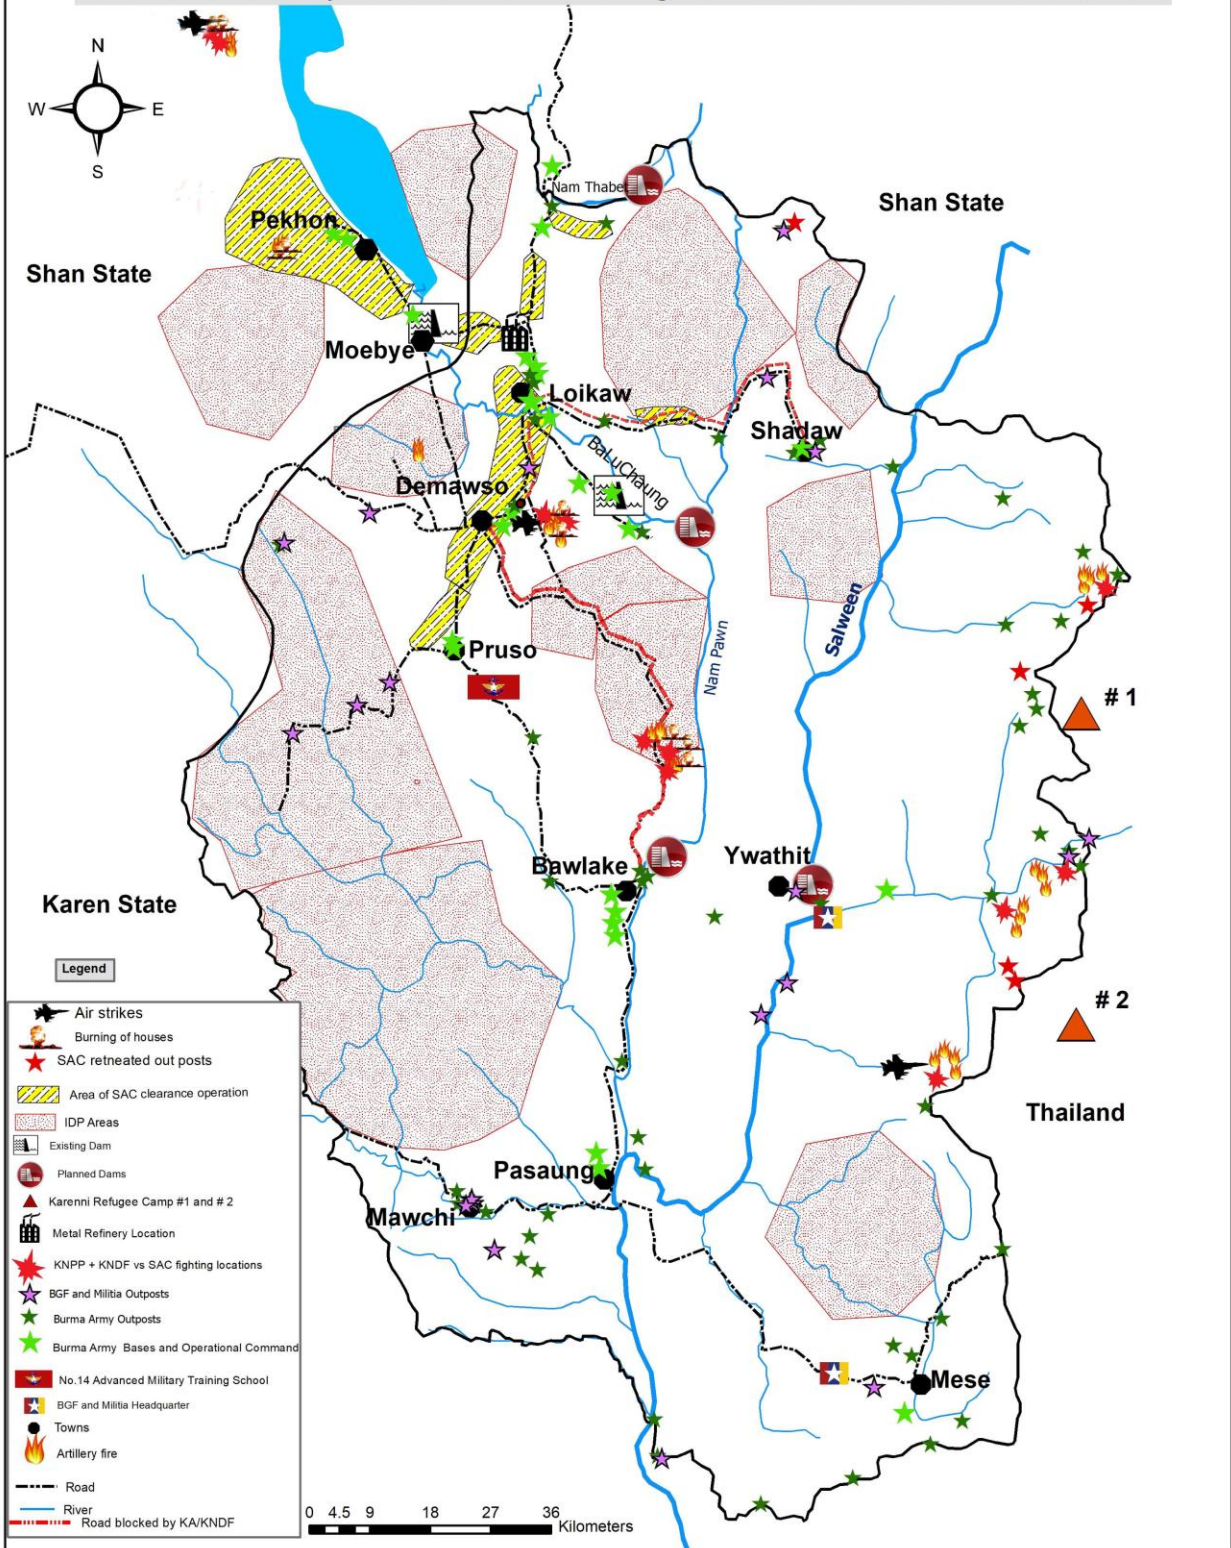 N
W E
S
Nam Thabet
Shan State
Pekhon
Shan State
Moebye
Loikaw
Shadaw
BaLuChaung
Demawso
Salween
Nam Pawn
Pruso
# 1
Bawlake
Ywathit
Karen State
Legend
# 2
Air strikes
Burning of houses
SAC retneated out posts
Area of SAC clearance operation
IDP Areas
Existing Dam
Planned Dams
Karenni Refugee Camp #1 and # 2
Metal Refinery Location
KNPP + KNDF vs SAC fighting locations
BGF and Militia Outposts
Burma Army Outposts
Burma Army Bases and Operational Command
No.14 Advanced Military Training School
BGF and Militia Headquarter
Towns
Artillery fire
Road
River
Road blocked by KA/KNDF
Thailand
Pasaung
Mawchi
Mese
0 4.5 9 18 27 36
Kilometers